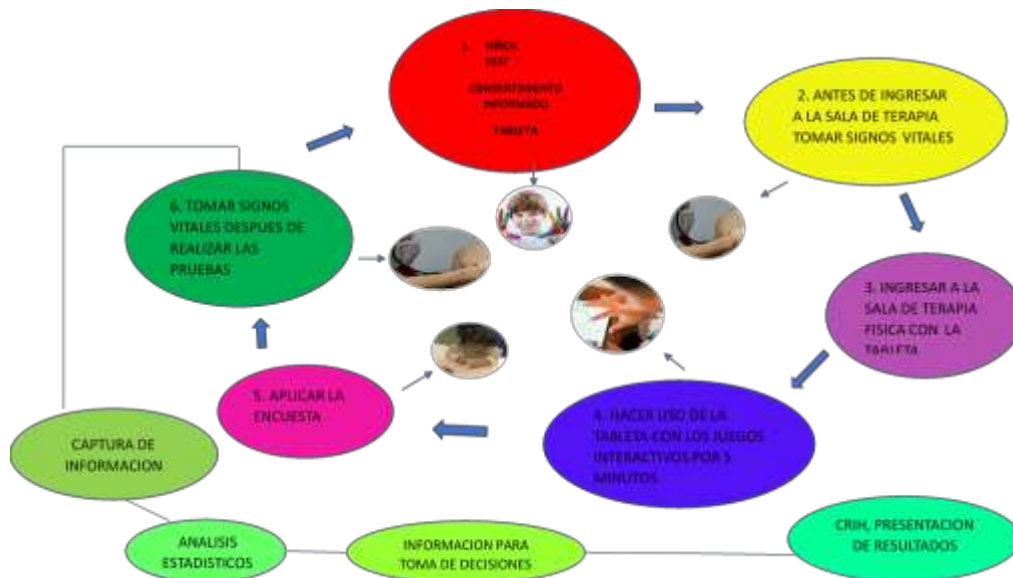 1. NIÑOS
TEST
CONSENTIMIENTO
INFORMADO
TABLETA
2. ANTES DE INGRESAR
A LA SALA DE TERAPIA
TOMAR SIGNOS VITALES
3. INGRESAR A LA
SALA DE TERAPIA
FISICA CON LA
TABLETA
4. HACER USO DE LA
TABLETA CON LOS JUEGOS
INTERACTIVOS POR 5
MINUTOS
5. APLICAR LA
ENCUESTA
6. TOMAR SIGNOS
VITALES DESPUES DE
REALIZAR LAS
PRUEBAS
CAPTURA DE
INFORMACION
ANALISIS
ESTADISTICOS
INFORMACION PARA
TOMA DE DECISIONES
CRIH, PRESENTACION
DE RESULTADOS